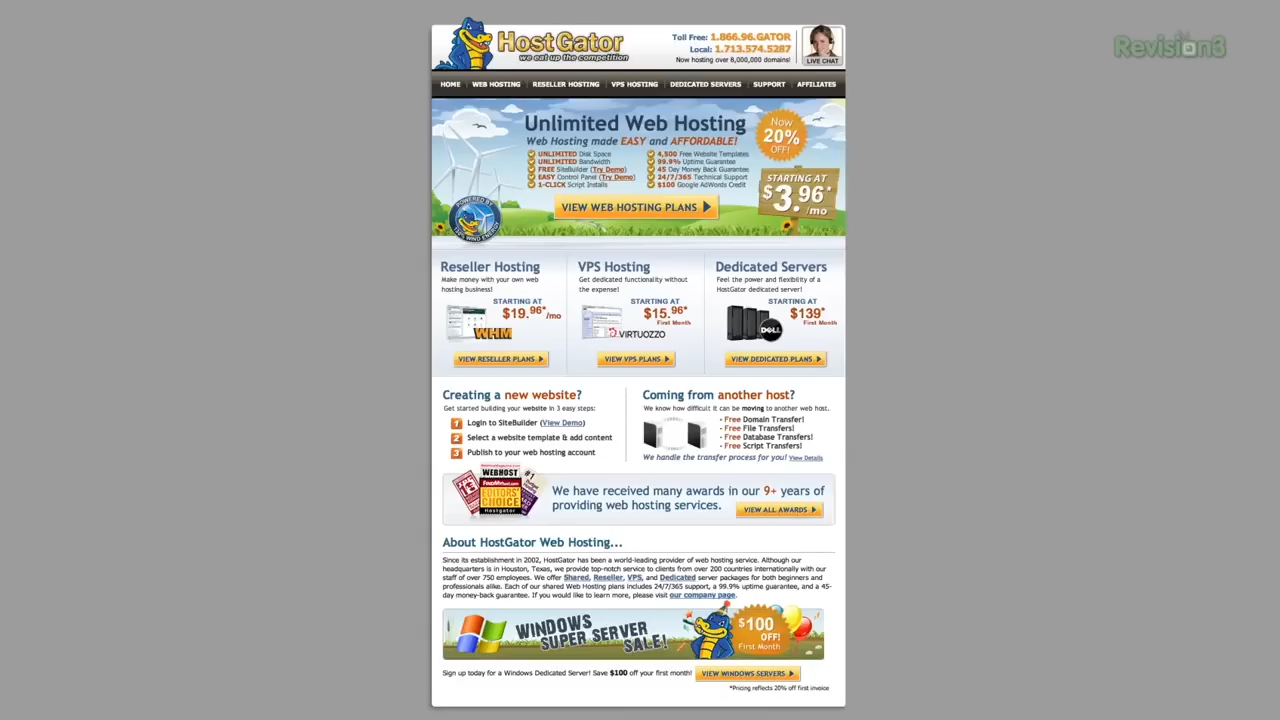 HostGator
we eat up the competition
Toll Free: 1.866.96.GATOR
Local: 1.713.574.5287
Now hosting over 8,000,000 domains!
LIVE CHAT
Revision3
HOME
WEB HOSTING
RESELLER HOSTING
VPS HOSTING
DEDICATED SERVERS
SUPPORT
AFFILIATES
Unlimited Web Hosting
Web Hosting made EASY and AFFORDABLE!
UNLIMITED Disk Space
UNLIMITED Bandwidth
FREE SiteBuilder (Try Demo)
EASY Control Panel (Try Demo)
1-CLICK Script Installs
4,500 Free Website Templates
99.9% Uptime Guarantee
45 Day Money Back Guarantee
24/7/365 Technical Support
$100 Google AdWords Credit
Now
20%
OFF!
STARTING AT
$3.96*
/mo
VIEW WEB HOSTING PLANS
POWERED BY
WIND ENERGY
Reseller Hosting
Make money with your own web
hosting business!
STARTING AT
$19.96*/mo
WHM
VIEW RESELLER PLANS
VPS Hosting
Get dedicated functionality without
the expense!
STARTING AT
$15.96*
First Month
VIRTUOZZO
VIEW VPS PLANS
Dedicated Servers
Feel the power and flexibility of a
HostGator dedicated server!
STARTING AT
$139*
First Month
DELL
VIEW DEDICATED PLANS
Creating a new website?
Get started building your website in 3 easy steps:
1 Login to SiteBuilder (View Demo)
2 Select a website template & add content
3 Publish to your web hosting account
Coming from another host?
We know how difficult it can be moving to another web host.
- Free Domain Transfer!
- Free File Transfers!
- Free Database Transfers!
- Free Script Transfers!
We handle the transfer process for you! View Details
WEBHOST
EDITORS'
CHOICE
Hostgator
#1
We have received many awards in our 9+ years of
providing web hosting services.
VIEW ALL AWARDS
About HostGator Web Hosting...
Since its establishment in 2002, HostGator has been a world-leading provider of web hosting service. Although our
headquarters is in Houston, Texas, we provide top-notch service to clients from over 200 countries internationally with our
staff of over 750 employees. We offer Shared, Reseller, VPS, and Dedicated server packages for both beginners and
professionals alike. Each of our shared Web Hosting plans includes 24/7/365 support, a 99.9% uptime guarantee, and a 45-
day money-back guarantee. If you would like to learn more, please visit our company page.
WINDOWS
SUPER SERVER
SALE!
$100
OFF!
First Month
Sign up today for a Windows Dedicated Server! Save $100 off your first month!
VIEW WINDOWS SERVERS
*Pricing reflects 20% off first invoice